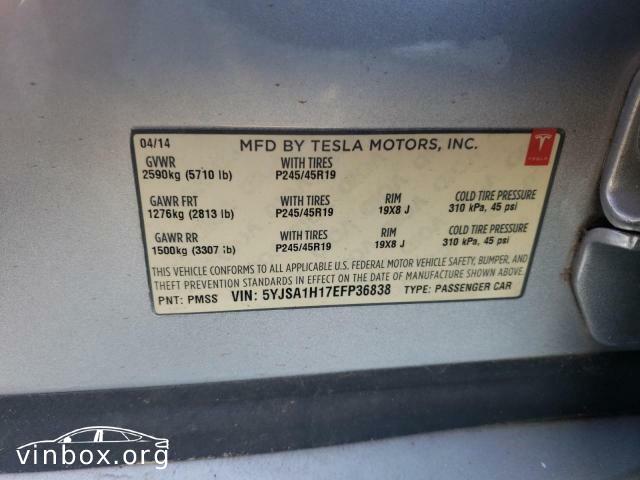 04/14 MFD BY TESLA MOTORS, INC.
TESLA
GVWR WITH TIRES
2590kg (5710 lb) P245/45R19
GAWR FRT WITH TIRES RIM COLD TIRE PRESSURE
1276kg (2813 lb) P245/45R19 19X8 J 310 kPa, 45 psi
GAWR RR WITH TIRES RIM COLD TIRE PRESSURE
1500kg (3307 lb) P245/45R19 19X8 J 310 kPa, 45 psi
THIS VEHICLE CONFORMS TO ALL APPLICABLE U.S. FEDERAL MOTOR VEHICLE SAFETY, BUMPER, AND
THEFT PREVENTION STANDARDS IN EFFECT ON THE DATE OF MANUFACTURE SHOWN ABOVE.
PNT: PMSS VIN: 5YJSA1H17EFP36838 TYPE: PASSENGER CAR
vinbox.org